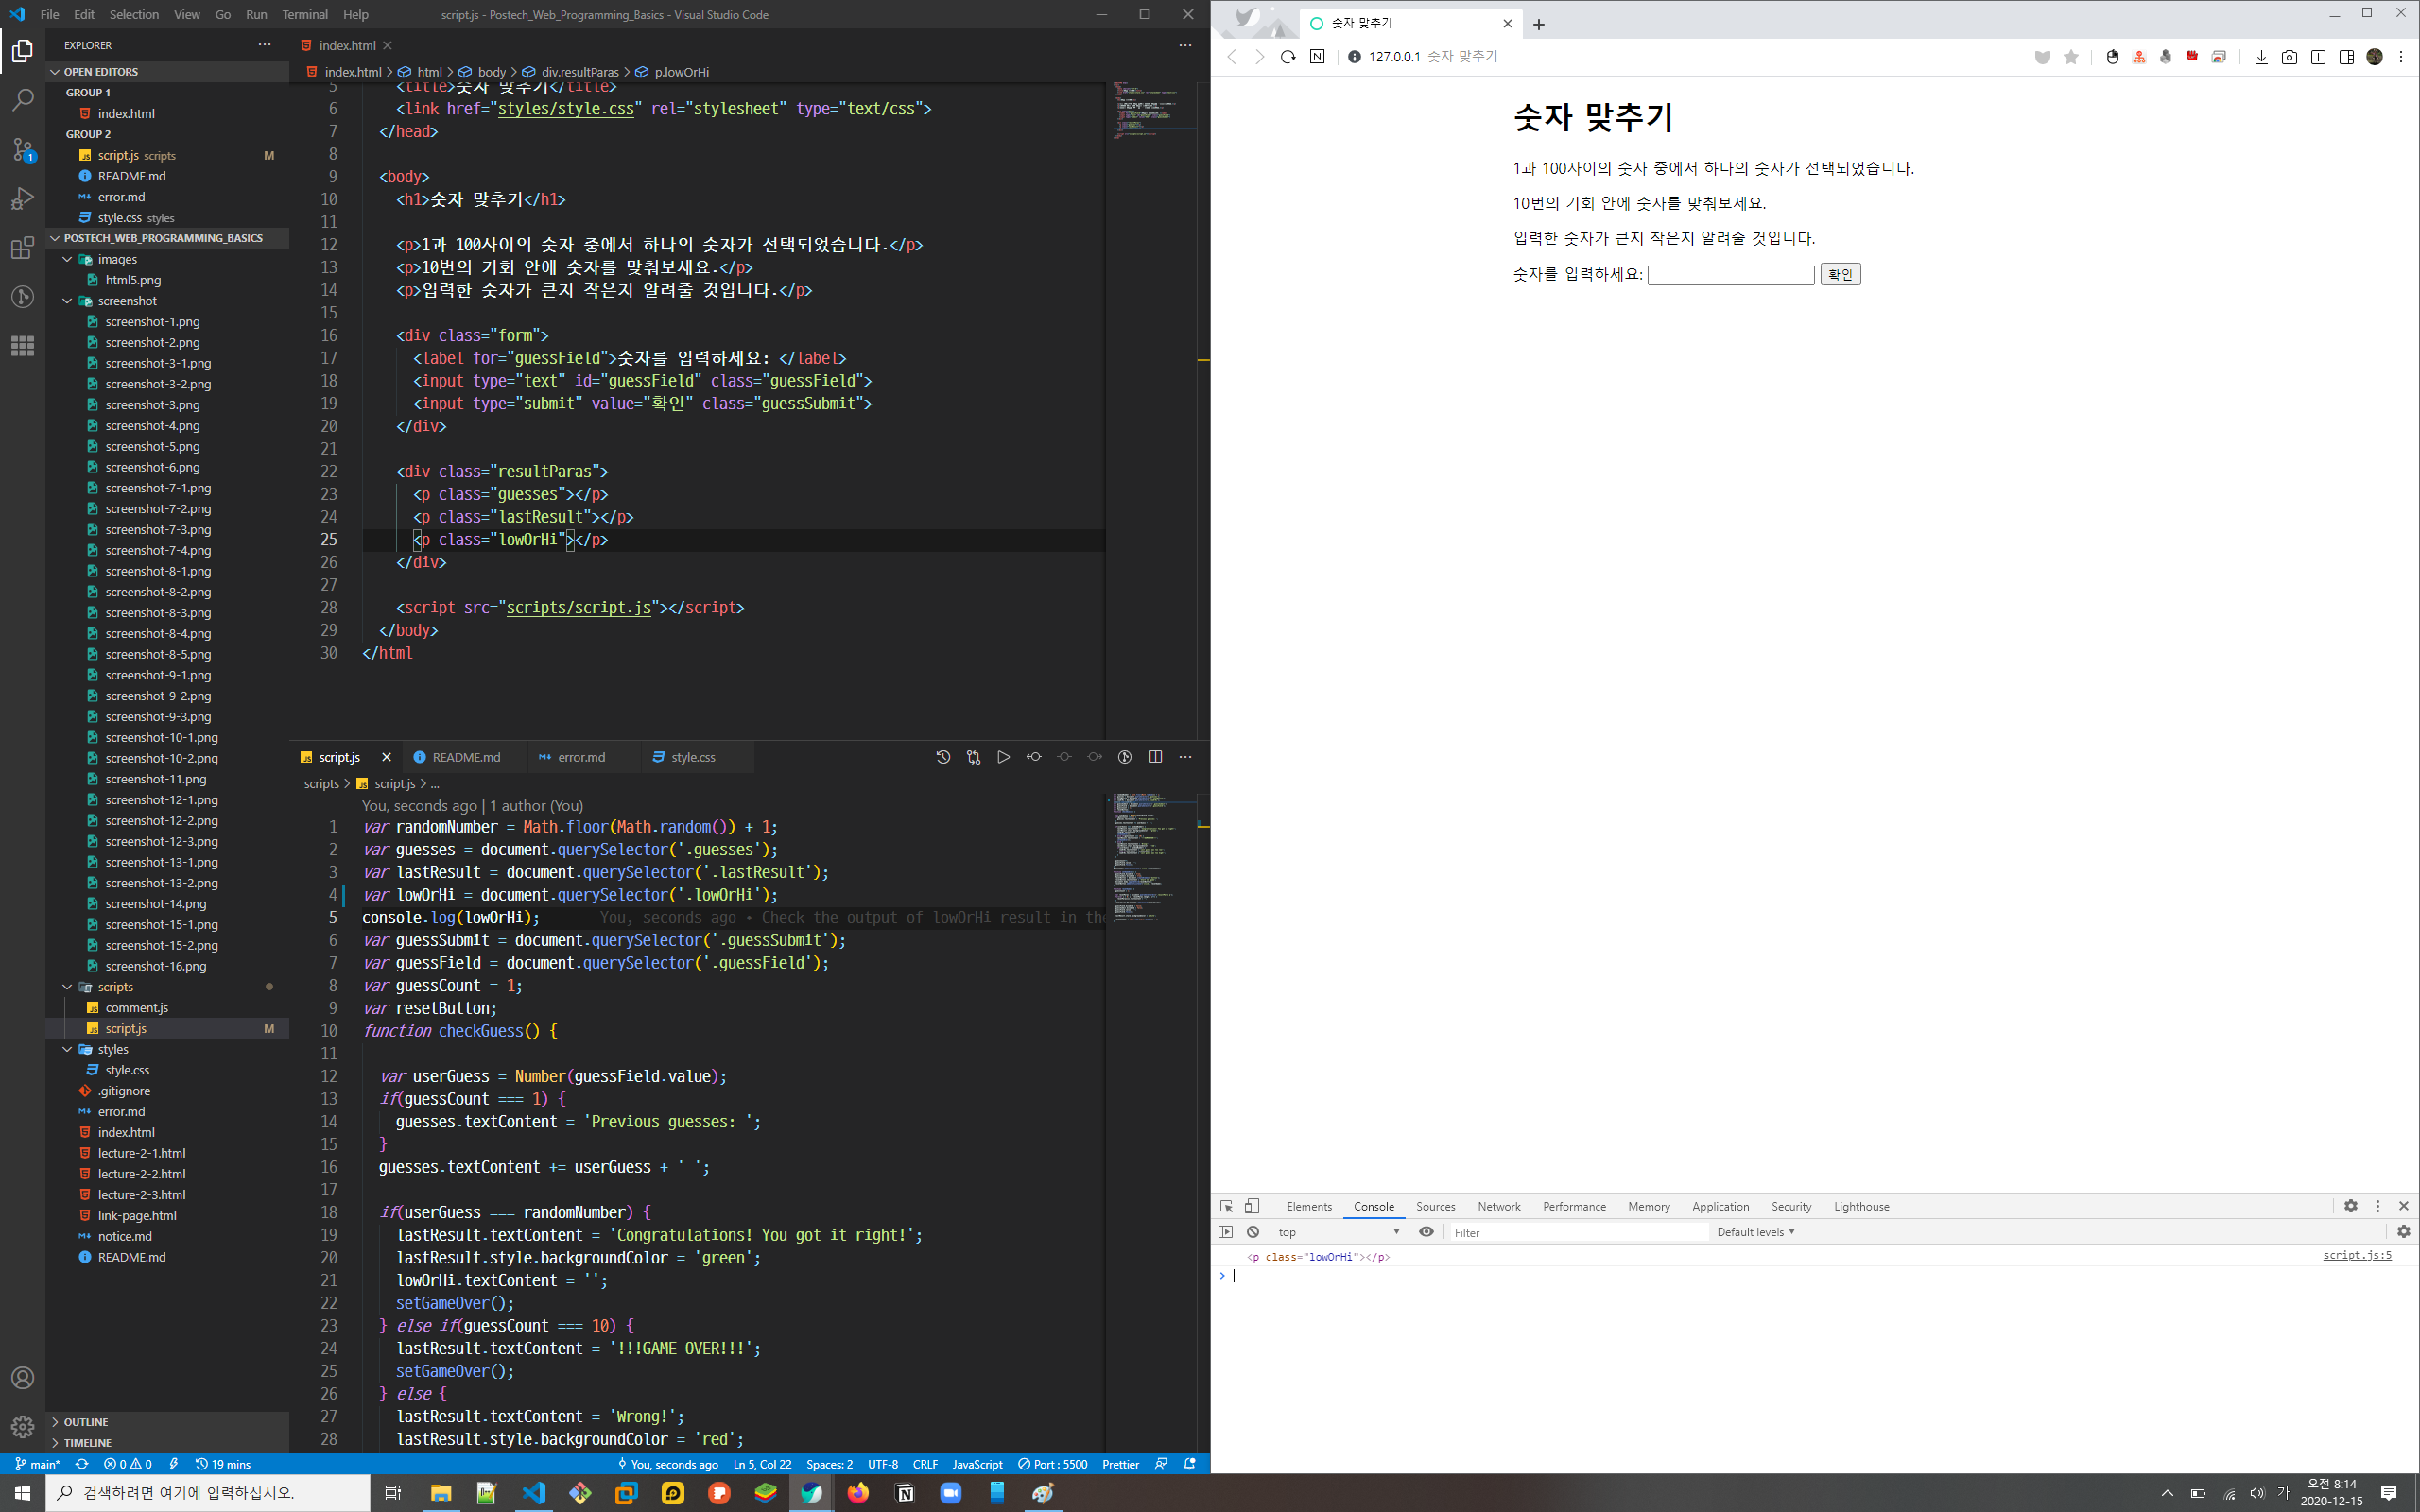 File Edit Selection View Go Run Terminal Help script.js - Postech_Web_Programming_Basics - Visual Studio Code
EXPLORER
OPEN EDITORS
GROUP 1
index.html
GROUP 2
script.js scripts M
README.md
error.md
style.css styles
POSTECH_WEB_PROGRAMMING_BASICS
images
html5.png
screenshot
screenshot-1.png
screenshot-2.png
screenshot-3-1.png
screenshot-3-2.png
screenshot-3.png
screenshot-4.png
screenshot-5.png
screenshot-6.png
screenshot-7-1.png
screenshot-7-2.png
screenshot-7-3.png
screenshot-7-4.png
screenshot-8-1.png
screenshot-8-2.png
screenshot-8-3.png
screenshot-8-4.png
screenshot-8-5.png
screenshot-9-1.png
screenshot-9-2.png
screenshot-9-3.png
screenshot-10-1.png
screenshot-10-2.png
screenshot-11.png
screenshot-12-1.png
screenshot-12-2.png
screenshot-12-3.png
screenshot-13-1.png
screenshot-13-2.png
screenshot-14.png
screenshot-15-1.png
screenshot-15-2.png
screenshot-16.png
scripts
comment.js
script.js M
styles
style.css
.gitignore
error.md
index.html
lecture-2-1.html
lecture-2-2.html
lecture-2-3.html
link-page.html
notice.md
README.md
OUTLINE
TIMELINE
index.html
index.html > html > body > div.resultParas > p.lowOrHi
5 <title>숫자 맞추기</title>
6 <link href="styles/style.css" rel="stylesheet" type="text/css">
7 </head>
8
9 <body>
10 <h1>숫자 맞추기</h1>
11
12 <p>1과 100사이의 숫자 중에서 하나의 숫자가 선택되었습니다.</p>
13 <p>10번의 기회 안에 숫자를 맞춰보세요.</p>
14 <p>입력한 숫자가 큰지 작은지 알려줄 것입니다.</p>
15
16 <div class="form">
17 <label for="guessField">숫자를 입력하세요: </label>
18 <input type="text" id="guessField" class="guessField">
19 <input type="submit" value="확인" class="guessSubmit">
20 </div>
21
22 <div class="resultParas">
23 <p class="guesses"></p>
24 <p class="lastResult"></p>
25 <p class="lowOrHi"></p>
26 </div>
27
28 <script src="scripts/script.js"></script>
29 </body>
30 </html
script.js README.md error.md style.css
scripts > script.js > ...
You, seconds ago | 1 author (You)
1 var randomNumber = Math.floor(Math.random()) + 1;
2 var guesses = document.querySelector('.guesses');
3 var lastResult = document.querySelector('.lastResult');
4 var lowOrHi = document.querySelector('.lowOrHi');
5 console.log(lowOrHi); You, seconds ago • Check the output of lowOrHi result in the
6 var guessSubmit = document.querySelector('.guessSubmit');
7 var guessField = document.querySelector('.guessField');
8 var guessCount = 1;
9 var resetButton;
10 function checkGuess() {
11
12 var userGuess = Number(guessField.value);
13 if(guessCount === 1) {
14 guesses.textContent = 'Previous guesses: ';
15 }
16 guesses.textContent += userGuess + ' ';
17
18 if(userGuess === randomNumber) {
19 lastResult.textContent = 'Congratulations! You got it right!';
20 lastResult.style.backgroundColor = 'green';
21 lowOrHi.textContent = '';
22 setGameOver();
23 } else if(guessCount === 10) {
24 lastResult.textContent = '!!!GAME OVER!!!';
25 setGameOver();
26 } else {
27 lastResult.textContent = 'Wrong!';
28 lastResult.style.backgroundColor = 'red';
main* 0 0 19 mins You, seconds ago Ln 5, Col 22 Spaces: 2 UTF-8 CRLF JavaScript Port : 5500 Prettier
숫자 맞추기
127.0.0.1 숫자 맞추기
숫자 맞추기
1과 100사이의 숫자 중에서 하나의 숫자가 선택되었습니다.
10번의 기회 안에 숫자를 맞춰보세요.
입력한 숫자가 큰지 작은지 알려줄 것입니다.
숫자를 입력하세요: 확인
Elements Console Sources Network Performance Memory Application Security Lighthouse
top Filter Default levels
<p class="lowOrHi"></p> script.js:5
검색하려면 여기에 입력하십시오.
가 오전 8:14
2020-12-15